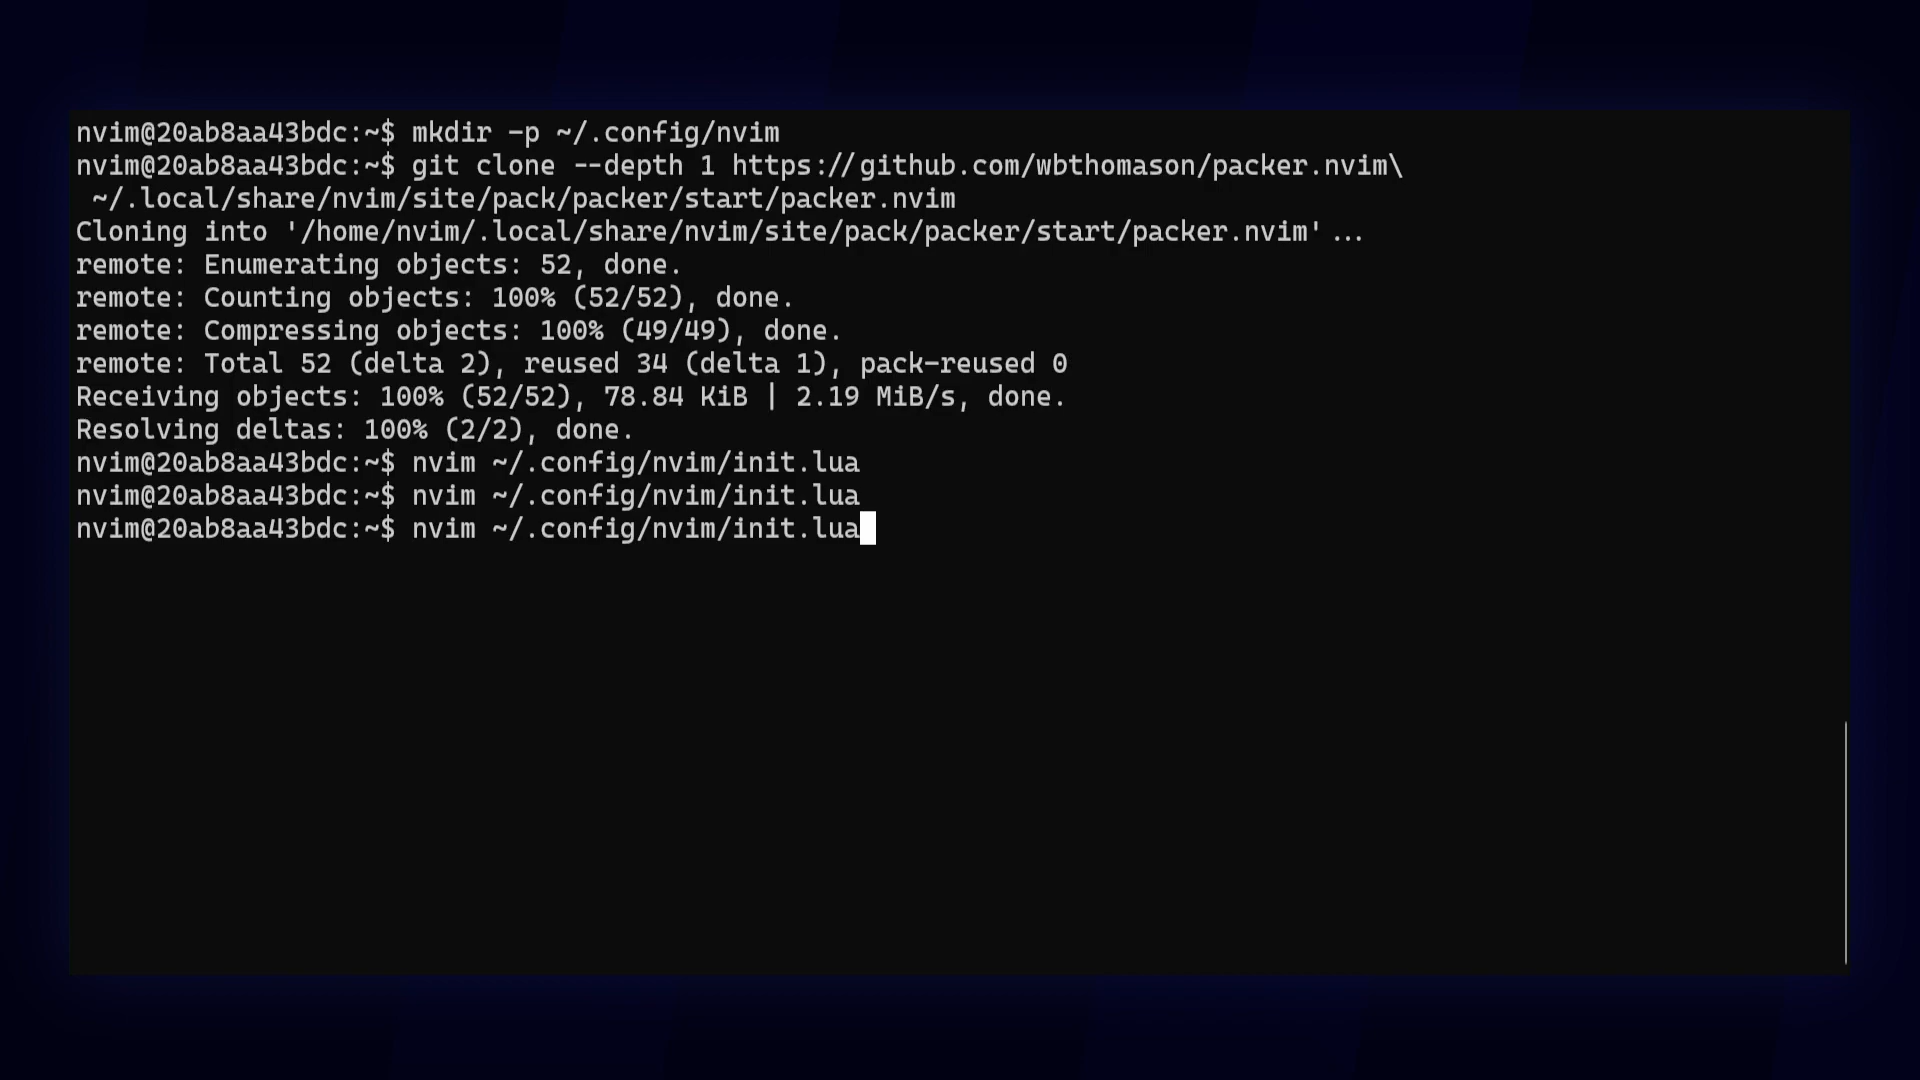 nvim@20ab8aa43bdc:~$ mkdir -p ~/.config/nvim
nvim@20ab8aa43bdc:~$ git clone --depth 1 https://github.com/wbthomason/packer.nvim\
 ~/.local/share/nvim/site/pack/packer/start/packer.nvim
Cloning into '/home/nvim/.local/share/nvim/site/pack/packer/start/packer.nvim'...
remote: Enumerating objects: 52, done.
remote: Counting objects: 100% (52/52), done.
remote: Compressing objects: 100% (49/49), done.
remote: Total 52 (delta 2), reused 34 (delta 1), pack-reused 0
Receiving objects: 100% (52/52), 78.84 KiB | 2.19 MiB/s, done.
Resolving deltas: 100% (2/2), done.
nvim@20ab8aa43bdc:~$ nvim ~/.config/nvim/init.lua
nvim@20ab8aa43bdc:~$ nvim ~/.config/nvim/init.lua
nvim@20ab8aa43bdc:~$ nvim ~/.config/nvim/init.lua